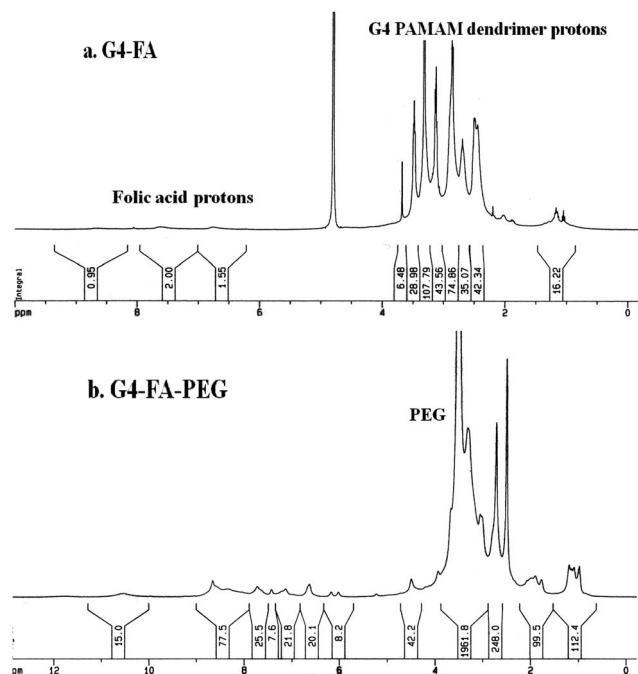 G4 PAMAM dendrimer protons
a. G4-FA
Folic acid protons
Integral
0.95 2.00 1.55 6.48 28.98 107.79 43.56 74.86 35.07 42.34 16.22
ppm 8 6 4 2 0
b. G4-FA-PEG
PEG
15.0 77.5 25.5 7.6 21.8 20.1 8.2 42.2 1961.8 248.0 99.5 112.4
12 10 8 6 4 2 0